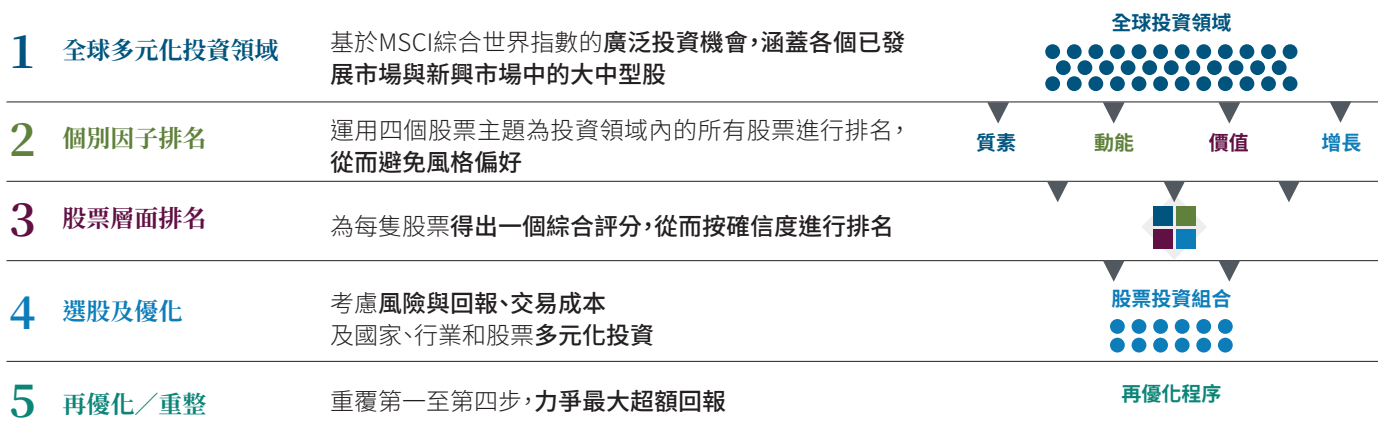 1 全球多元化投資領域
基於MSCI綜合世界指數的廣泛投資機會，涵蓋各個已發
展市場與新興市場中的大中型股
全球投資領域
2 個別因子排名
運用四個股票主題為投資領域內的所有股票進行排名，
從而避免風格偏好
質素 動能 價值 增長
3 股票層面排名
為每隻股票得出一個綜合評分，從而按確信度進行排名
4 選股及優化
考慮風險與回報、交易成本
及國家、行業和股票多元化投資
股票投資組合
5 再優化／重整
重覆第一至第四步，力爭最大超額回報
再優化程序